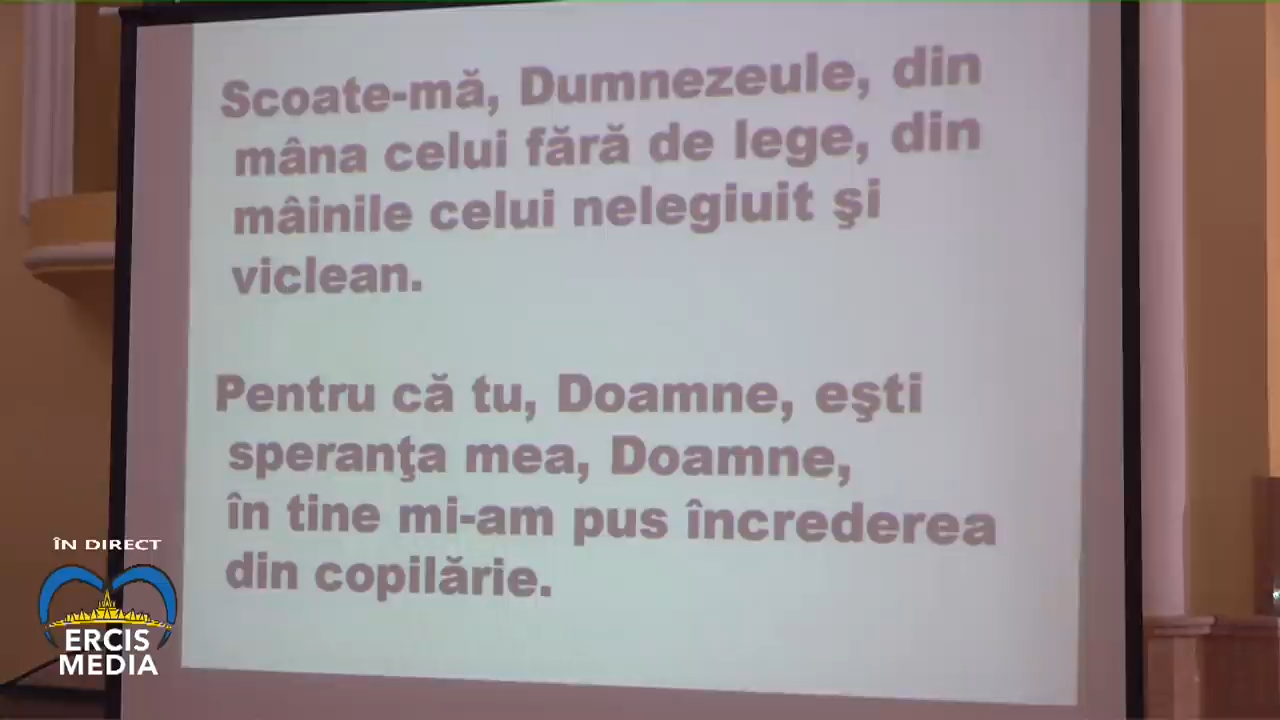 Scoate-mă, Dumnezeule, din
mâna celui fără de lege, din
mâinile celui nelegiuit şi
viclean.
Pentru că tu, Doamne, eşti
speranţa mea, Doamne,
în tine mi-am pus încrederea
din copilărie.
ÎN DIRECT
ERCIS
MEDIA